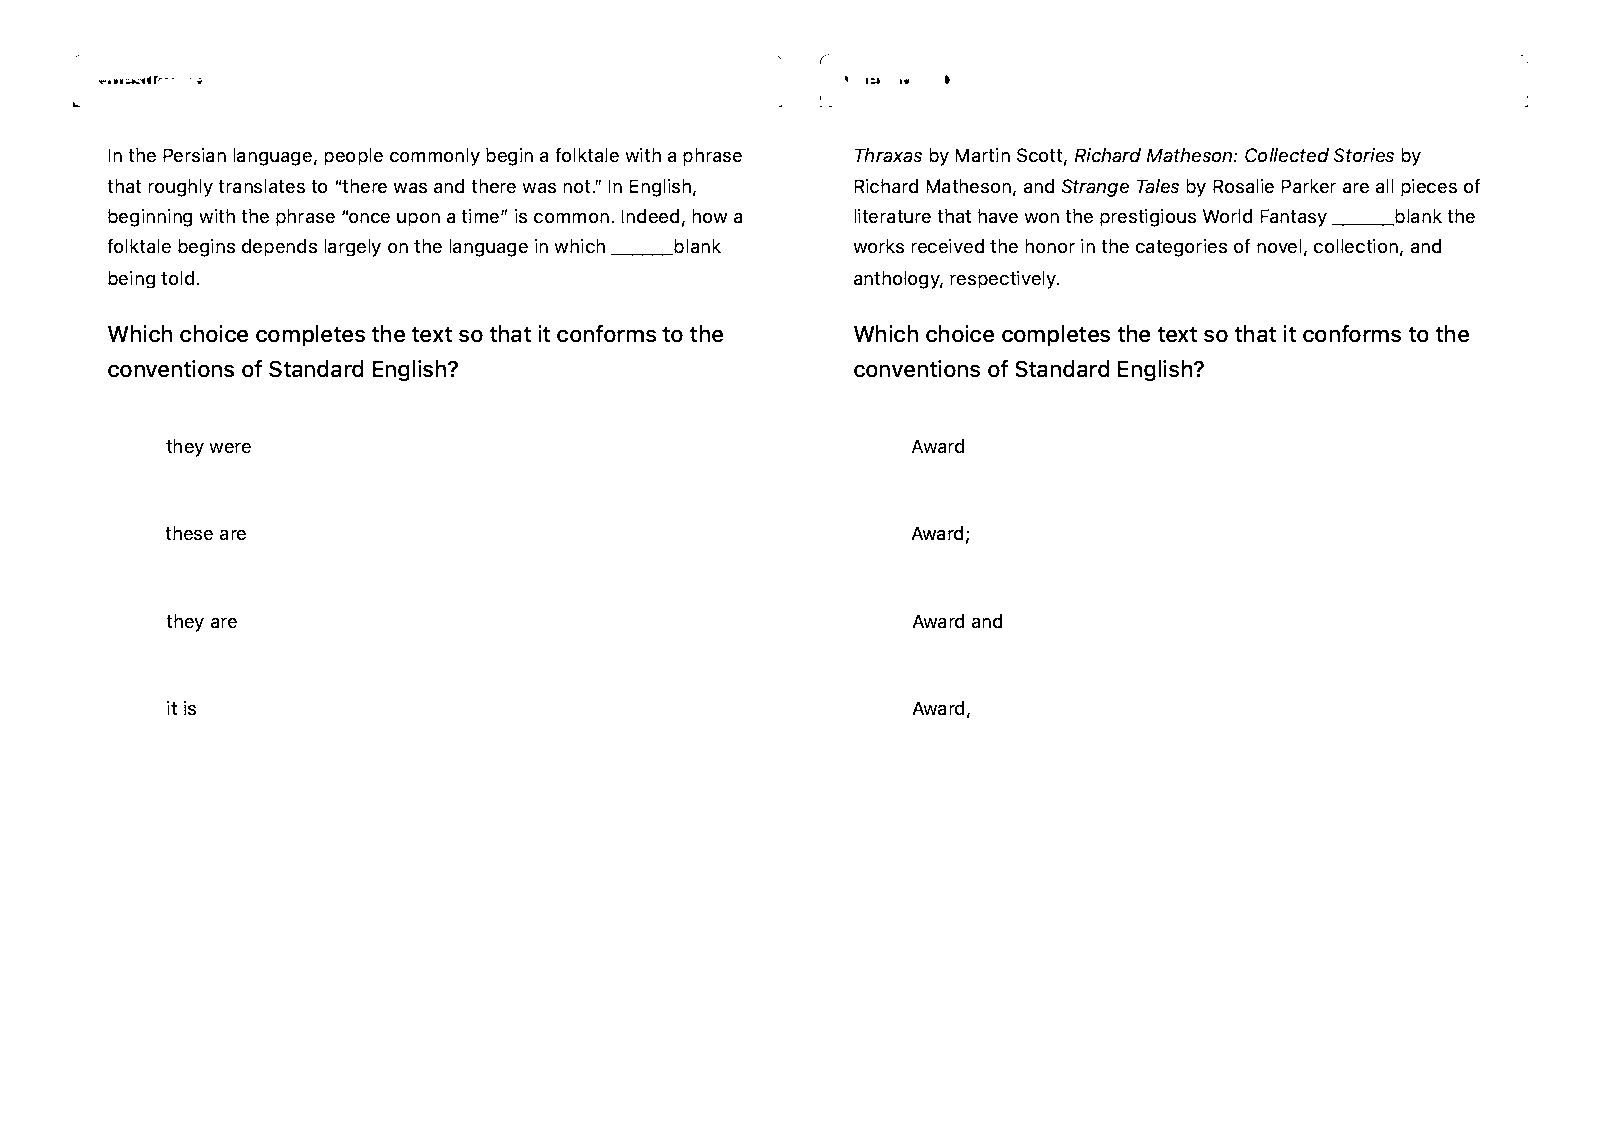 In the Persian language, people commonly begin a folktale with a phrase
that roughly translates to “there was and there was not.” In English,
beginning with the phrase “once upon a time” is common. Indeed, how a
folktale begins depends largely on the language in which ______blank
being told.
Which choice completes the text so that it conforms to the
conventions of Standard English?
they were
these are
they are
it is
Thraxas by Martin Scott, Richard Matheson: Collected Stories by
Richard Matheson, and Strange Tales by Rosalie Parker are all pieces of
literature that have won the prestigious World Fantasy ______blank the
works received the honor in the categories of novel, collection, and
anthology, respectively.
Which choice completes the text so that it conforms to the
conventions of Standard English?
Award
Award;
Award and
Award,